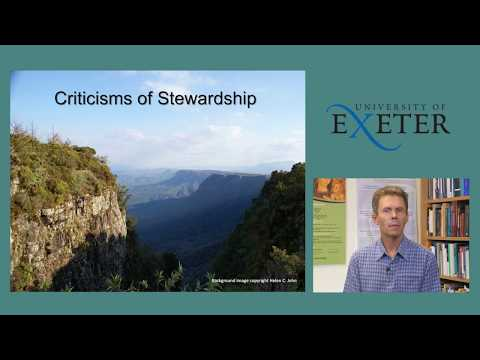 Criticisms of Stewardship
Background image copyright Helen C John
UNIVERSITY OF
EXETER